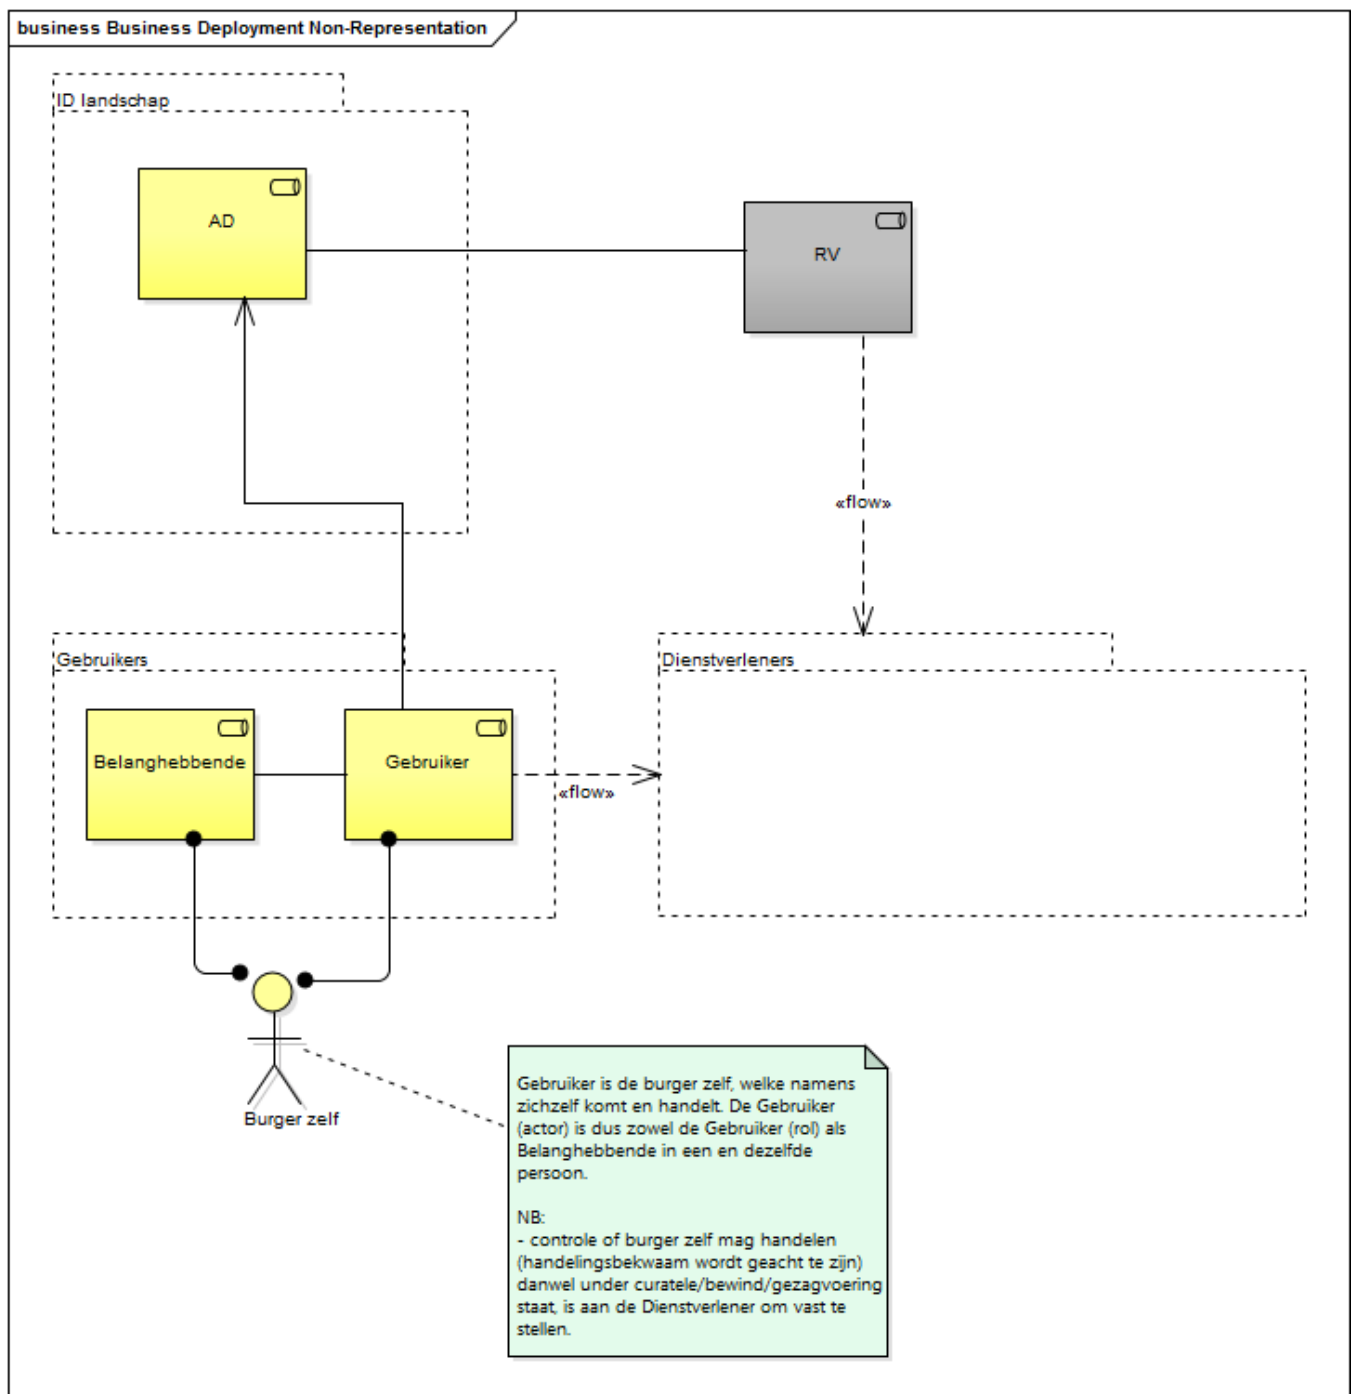 business Business Deployment Non-Representation
ID landschap
AD
RV
«flow»
Gebruikers
Dienstverleners
Belanghebbende
Gebruiker
«flow»
Burger zelf
Gebruiker is de burger zelf, welke namens
zichzelf komt en handelt. De Gebruiker
(actor) is dus zowel de Gebruiker (rol) als
Belanghebbende in een en dezelfde
persoon.
NB:
- controle of burger zelf mag handelen
(handelingsbekwaam wordt geacht te zijn)
danwel under curatele/bewind/gezagvoering
staat, is aan de Dienstverlener om vast te
stellen.